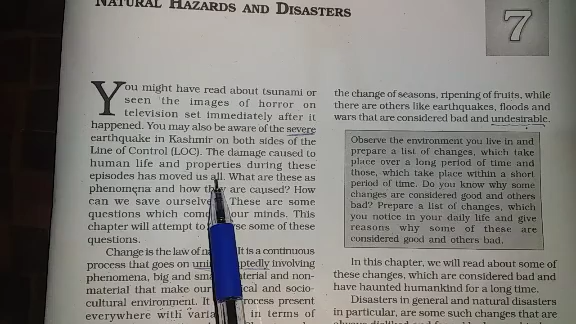 NATURAL HAZARDS AND DISASTERS
7
You might have read about tsunami or
seen the images of horror on
television set immediately after it
happened. You may also be aware of the severe
earthquake in Kashmir on both sides of the
Line of Control (LOC). The damage caused to
human life and properties during these
episodes has moved us all. What are these as
phenomena and how are caused? How
can we save These are some
questions which our minds. This
chapter will attempt some of these
questions.
Change is the law of It is a continuous
process that goes on involving
phenomena, big and and non-
material that make our and socio-
cultural environment. It process present
everywhere with in terms of
the change of seasons, ripening of fruits, while
there are others like earthquakes, floods and
wars that are considered bad and undesirable.
Observe the environment you live in and
prepare a list of changes, which take
place over a long period of time and
those, which take place within a short
period of time. Do you know why some
changes are considered good and others
bad? Prepare a list of changes, which
you notice in your daily life and give
reasons why some of these are
considered good and others bad.
In this chapter, we will read about some of
these changes, which are considered bad and
have haunted humankind for a long time.
Disasters in general and natural disasters
in particular, are some such changes that are